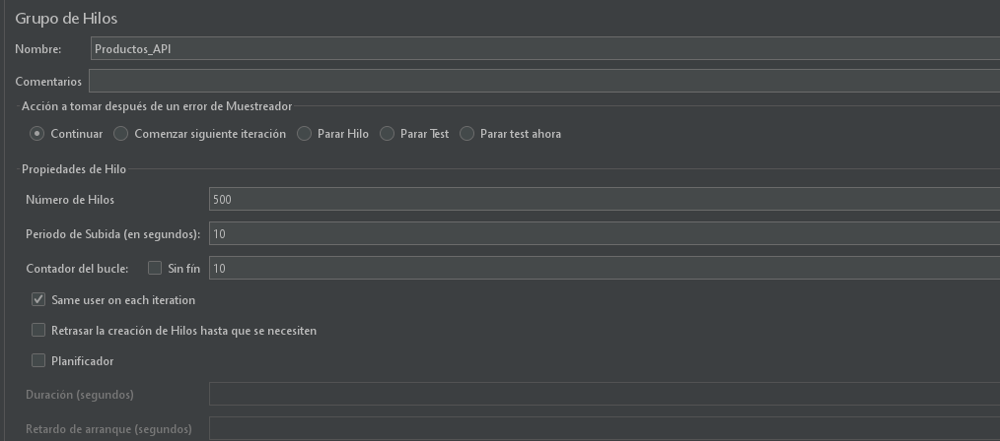 Grupo de Hilos
Nombre: Productos_API
Comentarios
Acción a tomar después de un error de Muestreador
Continuar Comenzar siguiente iteración Parar Hilo Parar Test Parar test ahora
Propiedades de Hilo
Número de Hilos 500
Periodo de Subida (en segundos): 10
Contador del bucle: Sin fín 10
Same user on each iteration
Retrasar la creación de Hilos hasta que se necesiten
Planificador
Duración (segundos)
Retardo de arranque (segundos)